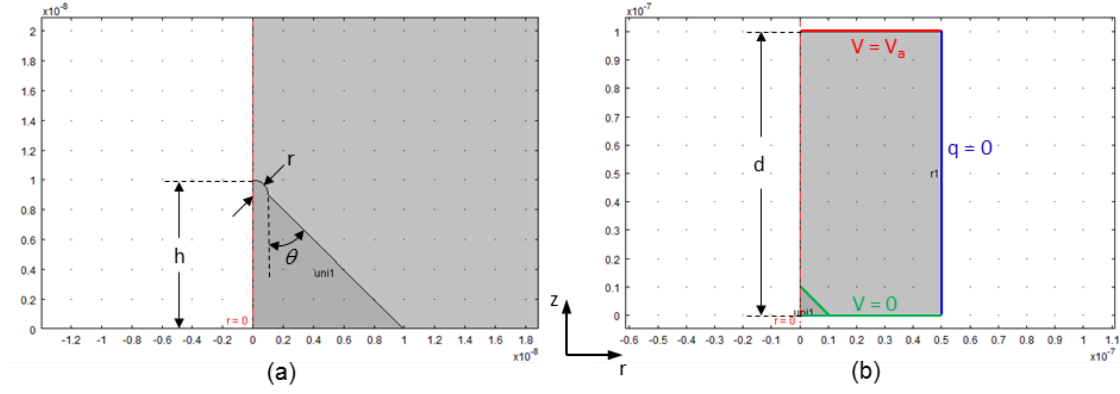 x10⁻⁸
2
1.8
1.6
1.4
1.2
1
0.8
0.6
0.4
0.2
0
h
r
θ
uni1
r = 0
-1.2 -1 -0.8 -0.6 -0.4 -0.2 0 0.2 0.4 0.6 0.8 1 1.2 1.4 1.6 1.8
x10⁻⁸
(a)
z
r
x10⁻⁷
1
0.9
0.8
0.7
0.6
0.5
0.4
0.3
0.2
0.1
0
V = Vₐ
d
q = 0
r1
V = 0
uni1
r = 0
-0.6 -0.5 -0.4 -0.3 -0.2 -0.1 0 0.1 0.2 0.3 0.4 0.5 0.6 0.7 0.8 0.9 1 1.1
x10⁻⁷
(b)